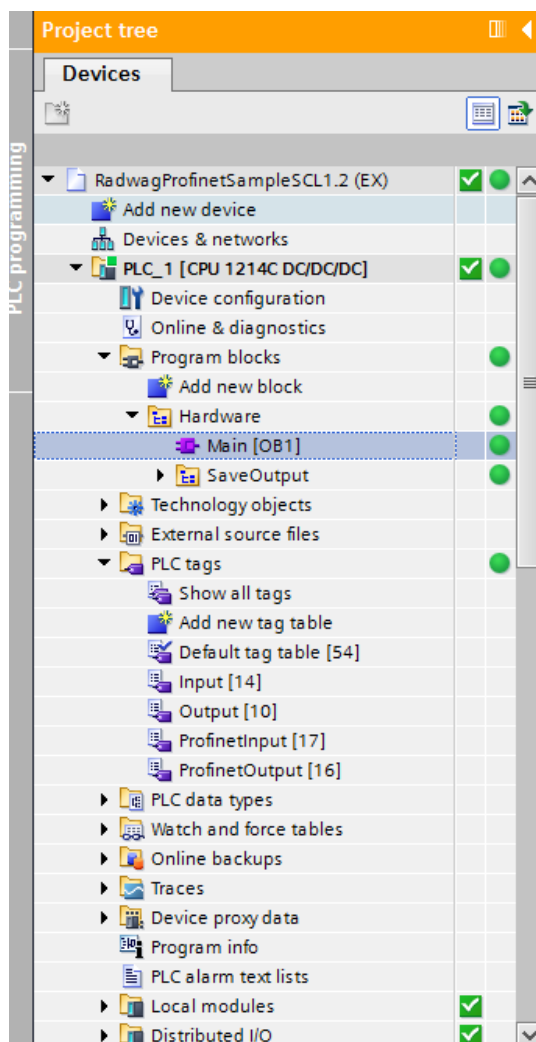 Project tree
Devices
PLC programming
RadwagProfinetSampleSCL1.2 (EX)
Add new device
Devices & networks
PLC_1 [CPU 1214C DC/DC/DC]
Device configuration
Online & diagnostics
Program blocks
Add new block
Hardware
Main [OB1]
SaveOutput
Technology objects
External source files
PLC tags
Show all tags
Add new tag table
Default tag table [54]
Input [14]
Output [10]
ProfinetInput [17]
ProfinetOutput [16]
PLC data types
Watch and force tables
Online backups
Traces
Device proxy data
Program info
PLC alarm text lists
Local modules
Distributed I/O